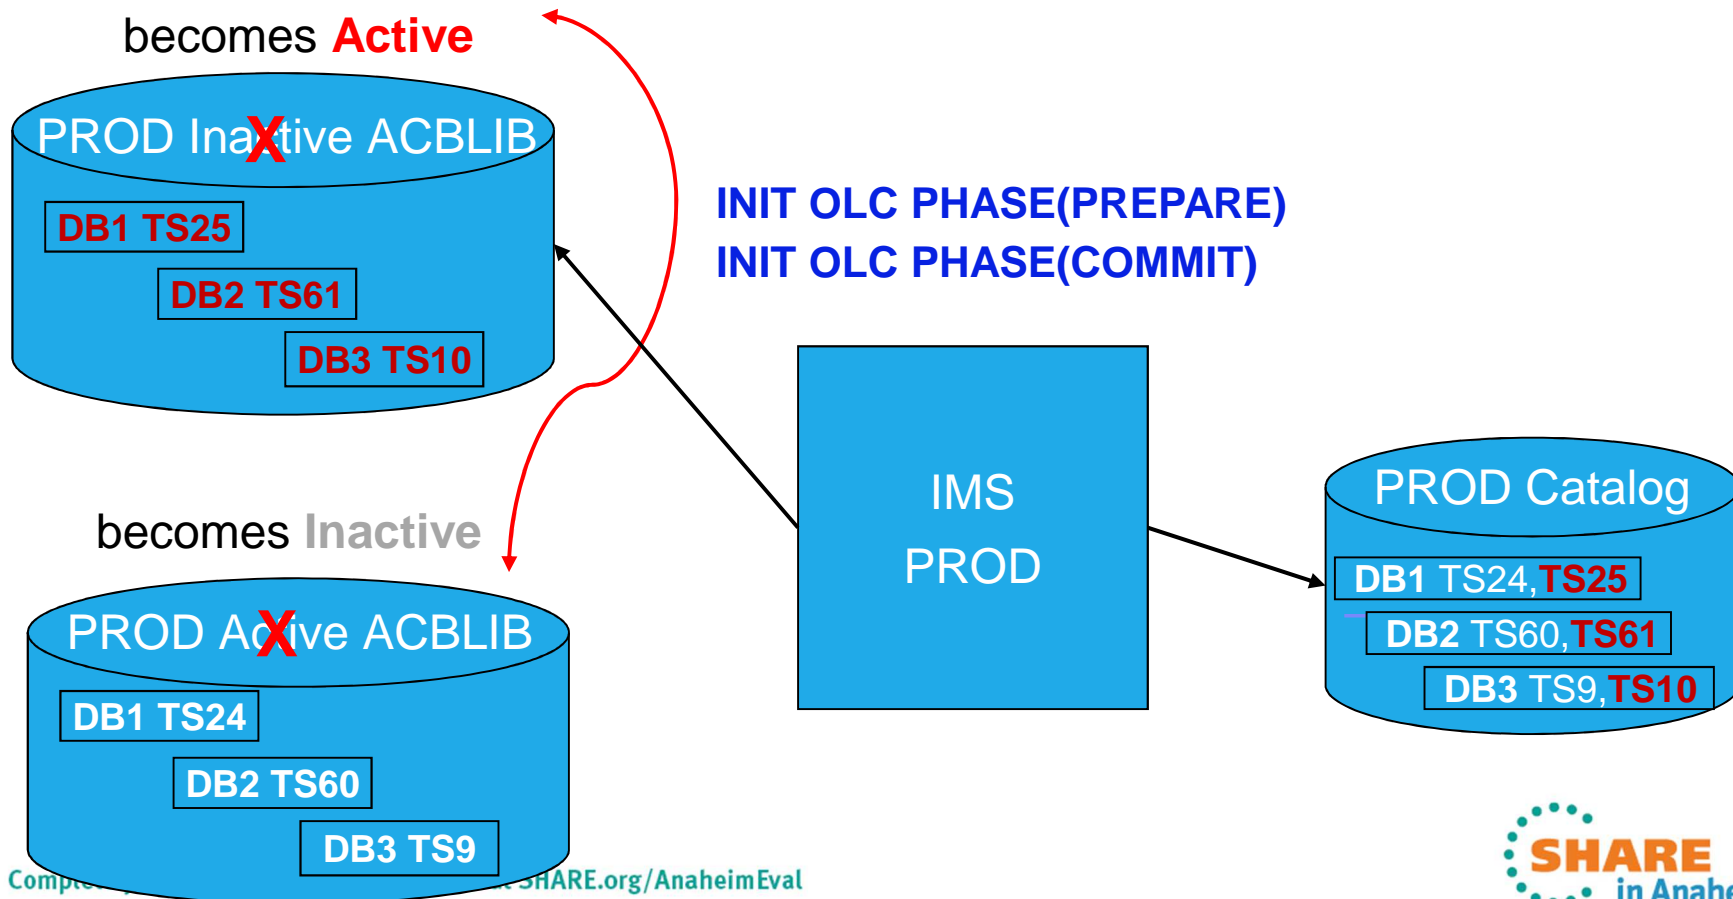 becomes Active
PROD Inactive ACBLIB
X
DB1 TS25
DB2 TS61
DB3 TS10
INIT OLC PHASE(PREPARE)
INIT OLC PHASE(COMMIT)
IMS
PROD
PROD Catalog
DB1 TS24,TS25
DB2 TS60,TS61
DB3 TS9,TS10
becomes Inactive
PROD Active ACBLIB
X
DB1 TS24
DB2 TS60
DB3 TS9
SHARE.org/AnaheimEval
SHARE
in